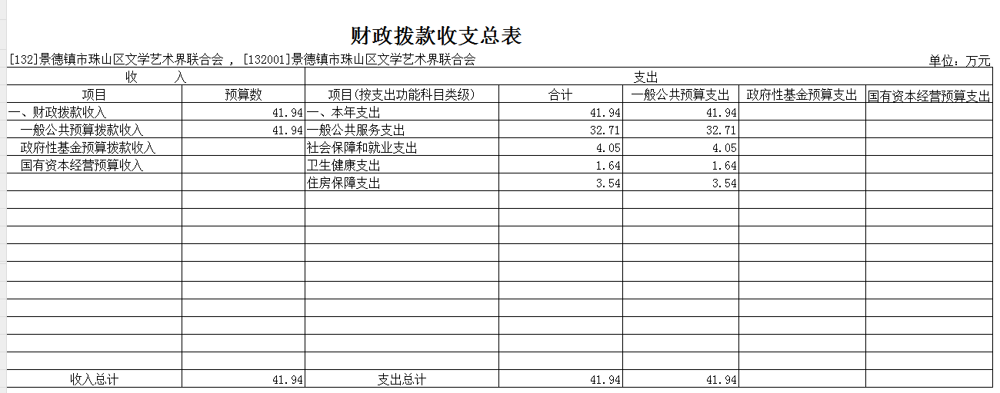 财政拨款收支总表
[132]景德镇市珠山区文学艺术界联合会 , [132001]景德镇市珠山区文学艺术界联合会 单位：万元
收 入 支出
项目 预算数 项目(按支出功能科目类级) 合计 一般公共预算支出 政府性基金预算支出 国有资本经营预算支出
一、财政拨款收入 41.94 一、本年支出 41.94 41.94
一般公共预算拨款收入 41.94 一般公共服务支出 32.71 32.71
政府性基金预算拨款收入 社会保障和就业支出 4.05 4.05
国有资本经营预算收入 卫生健康支出 1.64 1.64
住房保障支出 3.54 3.54
收入总计 41.94 支出总计 41.94 41.94